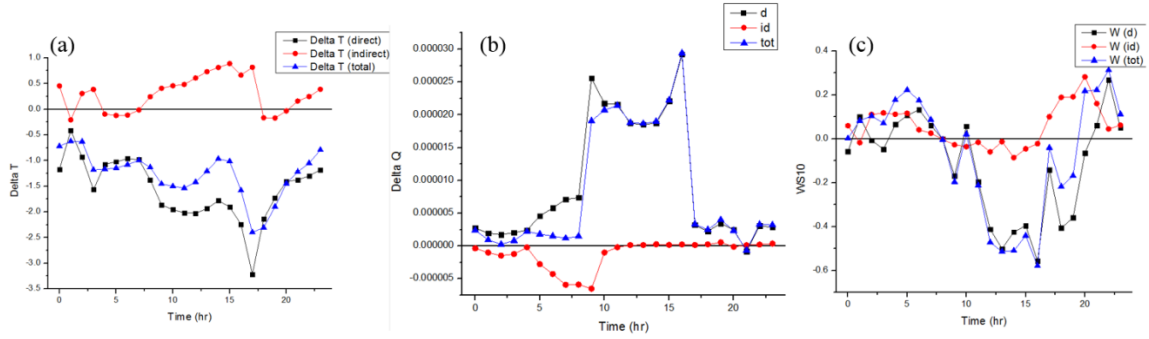 (a)
Delta T (direct)
Delta T (indirect)
Delta T (total)
Delta T
1.0
0.5
0.0
-0.5
-1.0
-1.5
-2.0
-2.5
-3.0
-3.5
0 5 10 15 20
Time (hr)
(b)
d
id
tot
Delta Q
0.000030
0.000025
0.000020
0.000015
0.000010
0.000005
0.000000
-0.000005
0 5 10 15 20
Time (hr)
(c)
W (d)
W (id)
W (tot)
WS10
0.4
0.2
0.0
-0.2
-0.4
-0.6
0 5 10 15 20
Time (hr)